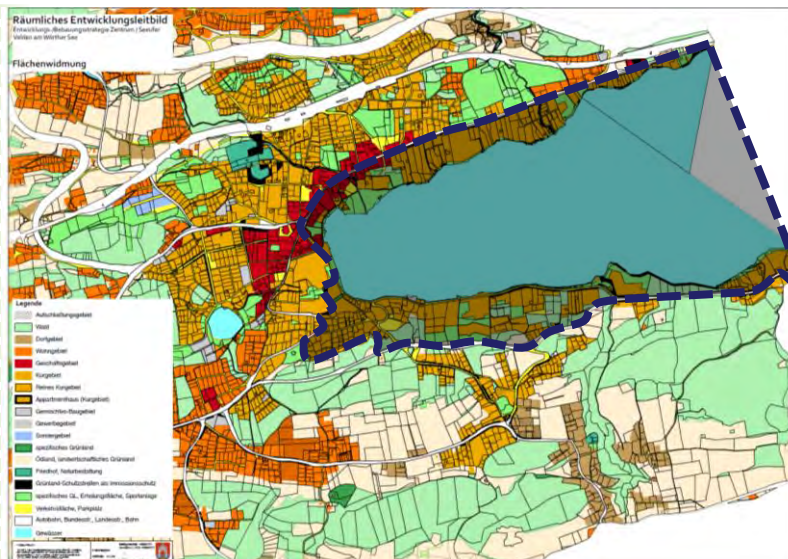 Räumliches Entwicklungsleitbild
Entwicklungs-/Bebauungsstrategie Zentrum / Seeufer
Velden am Wörther See
Flächenwidmung
Legende
Aufschließungsgebiet
Wald
Dorfgebiet
Wohngebiet
Geschäftsgebiet
Kurgebiet
Reines Kurgebiet
Appartmenthaus (Kurgebiet)
Gemischtes Baugebiet
Gewerbegebiet
Sondergebiet
spezifisches Grünland
Ödland, landwirtschaftliches Grünland
Friedhof, Naturbestattung
Grünland-Schutzstreifen als Immissionsschutz
spezifisches GL, Erholungsfläche, Sportanlage
Verkehrsfläche, Parkplatz
Autobahn, Bundesstr., Landesstr., Bahn
Gewässer